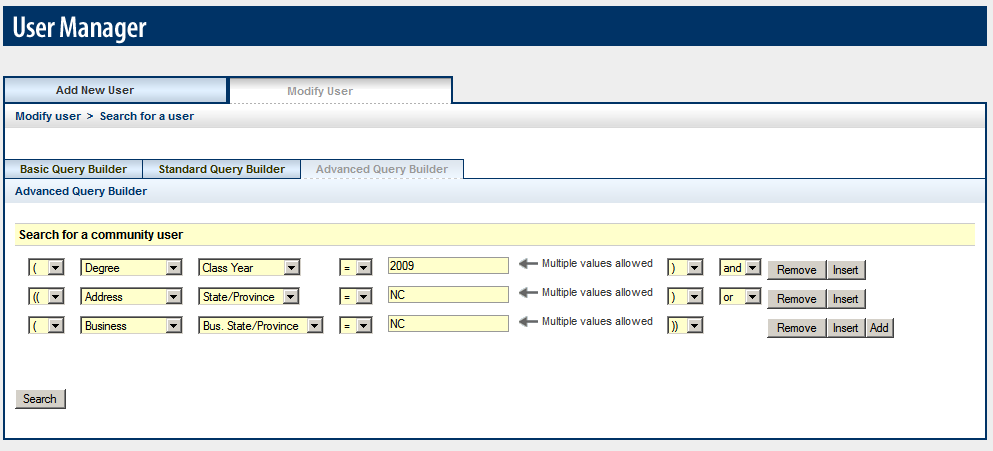 User Manager
Add New User Modify User
Modify user > Search for a user
Basic Query Builder Standard Query Builder Advanced Query Builder
Advanced Query Builder
Search for a community user
( Degree Class Year = 2009 Multiple values allowed ) and Remove Insert
(( Address State/Province = NC Multiple values allowed ) or Remove Insert
( Business Bus. State/Province = NC Multiple values allowed )) Remove Insert Add
Search